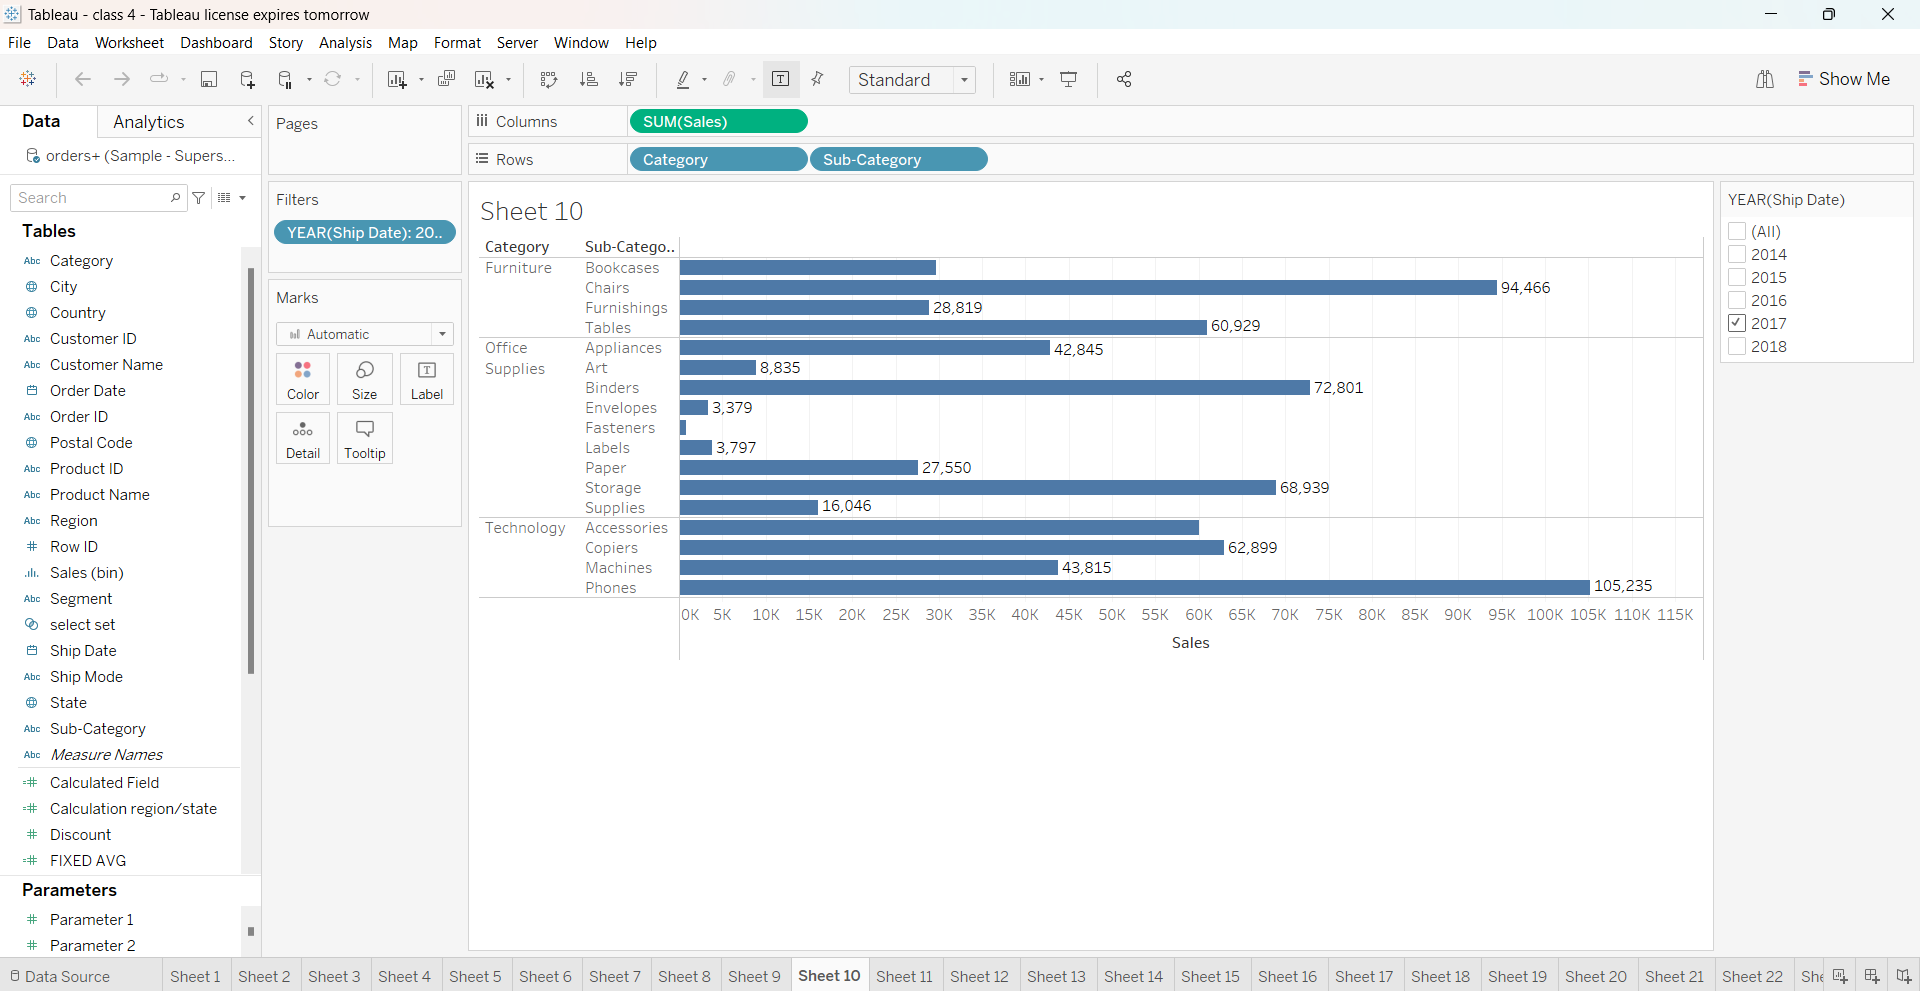 Tableau - class 4 - Tableau license expires tomorrow
File Data Worksheet Dashboard Story Analysis Map Format Server Window Help
Standard
Show Me
Data Analytics
orders+ (Sample - Supers...
Search
Tables
Abc Category
City
Country
Abc Customer ID
Abc Customer Name
Order Date
Abc Order ID
Postal Code
Abc Product ID
Abc Product Name
Abc Region
# Row ID
Sales (bin)
Abc Segment
select set
Ship Date
Abc Ship Mode
State
Abc Sub-Category
Abc Measure Names
=# Calculated Field
=# Calculation region/state
# Discount
=# FIXED AVG
Parameters
# Parameter 1
# Parameter 2
Pages
Filters
YEAR(Ship Date): 20..
Marks
Automatic
Color Size Label
Detail Tooltip
Columns SUM(Sales)
Rows Category Sub-Category
Sheet 10
Category Sub-Catego..
Furniture Bookcases
Chairs 94,466
Furnishings 28,819
Tables 60,929
Office Supplies Appliances 42,845
Art 8,835
Binders 72,801
Envelopes 3,379
Fasteners
Labels 3,797
Paper 27,550
Storage 68,939
Supplies 16,046
Technology Accessories
Copiers 62,899
Machines 43,815
Phones 105,235
0K 5K 10K 15K 20K 25K 30K 35K 40K 45K 50K 55K 60K 65K 70K 75K 80K 85K 90K 95K 100K 105K 110K 115K
Sales
YEAR(Ship Date)
(All)
2014
2015
2016
2017
2018
Data Source Sheet 1 Sheet 2 Sheet 3 Sheet 4 Sheet 5 Sheet 6 Sheet 7 Sheet 8 Sheet 9 Sheet 10 Sheet 11 Sheet 12 Sheet 13 Sheet 14 Sheet 15 Sheet 16 Sheet 17 Sheet 18 Sheet 19 Sheet 20 Sheet 21 Sheet 22 She